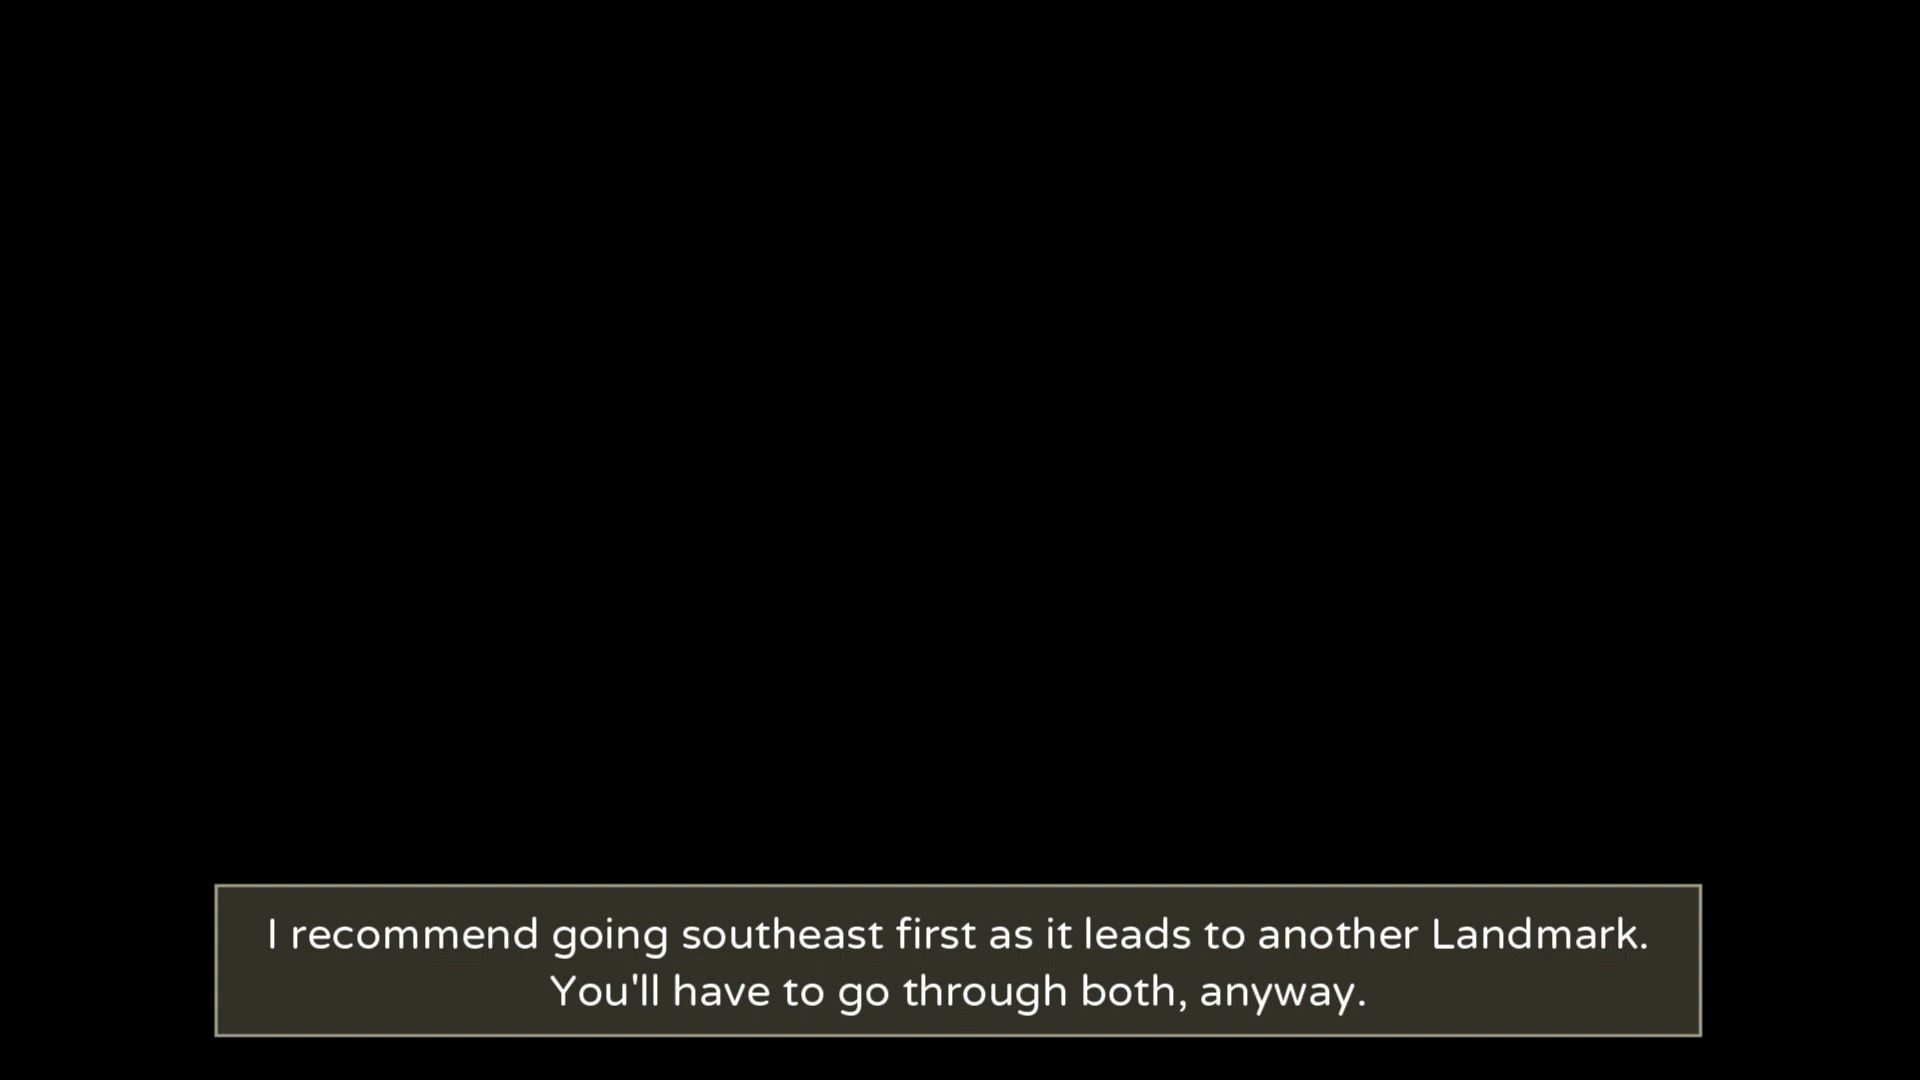 I recommend going southeast first as it leads to another Landmark.
You'll have to go through both, anyway.